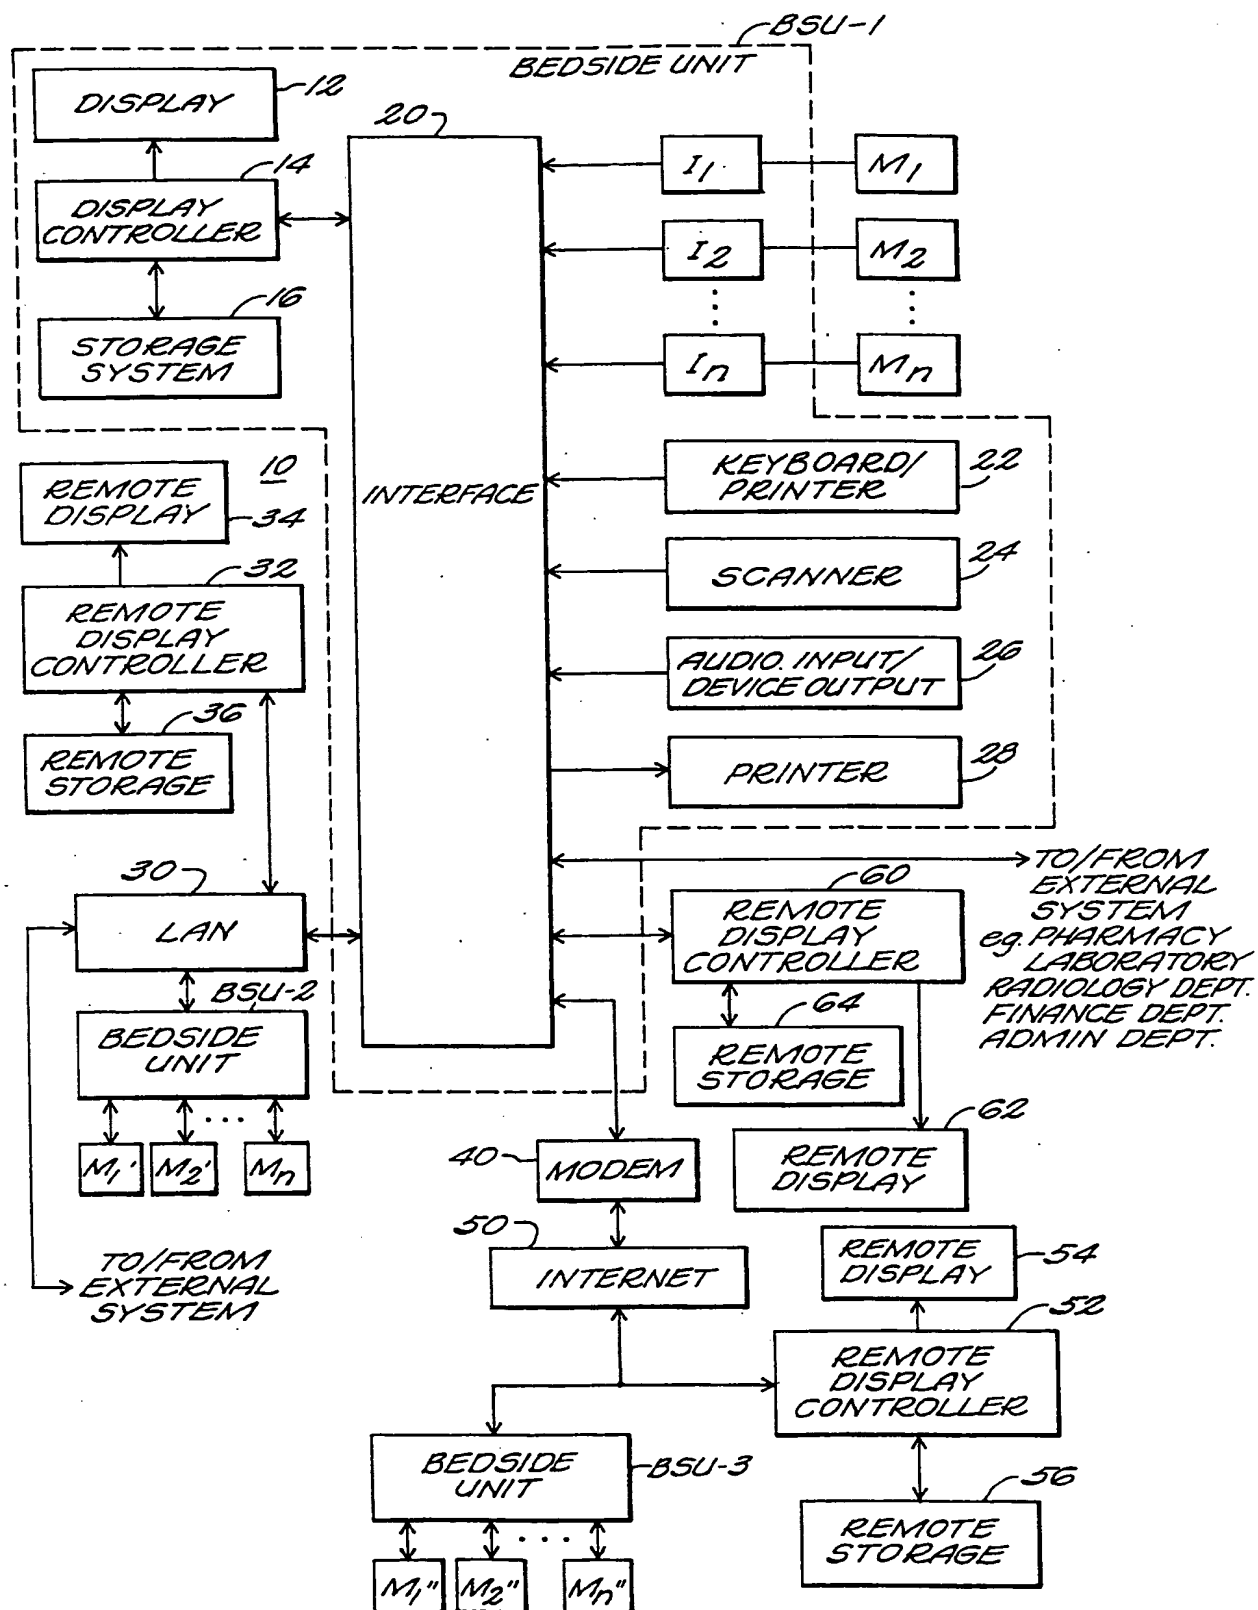 BSU-1
BEDSIDE UNIT
DISPLAY
12
DISPLAY
CONTROLLER
14
STORAGE
SYSTEM
16
20
INTERFACE
I1
M1
I2
M2
In
Mn
KEYBOARD/
PRINTER
22
SCANNER
24
AUDIO. INPUT/
DEVICE OUTPUT
26
PRINTER
28
10
REMOTE
DISPLAY
34
32
REMOTE
DISPLAY
CONTROLLER
36
REMOTE
STORAGE
30
LAN
BSU-2
BEDSIDE
UNIT
M1'
M2'
Mn
TO/FROM
EXTERNAL
SYSTEM
TO/FROM
EXTERNAL
SYSTEM
eg. PHARMACY
LABORATORY
RADIOLOGY DEPT.
FINANCE DEPT.
ADMIN DEPT.
60
REMOTE
DISPLAY
CONTROLLER
64
REMOTE
STORAGE
62
REMOTE
DISPLAY
40
MODEM
50
INTERNET
REMOTE
DISPLAY
54
52
REMOTE
DISPLAY
CONTROLLER
56
REMOTE
STORAGE
BEDSIDE
UNIT
BSU-3
M1"
M2"
Mn"